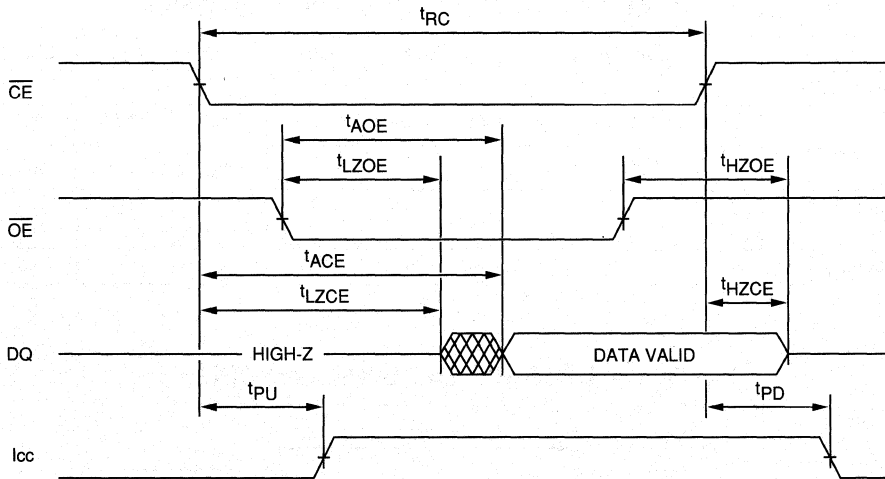 tRC
CE
tAOE
tLZOE
tHZOE
OE
tACE
tLZCE
tHZCE
DQ
HIGH-Z
DATA VALID
tPU
tPD
Icc